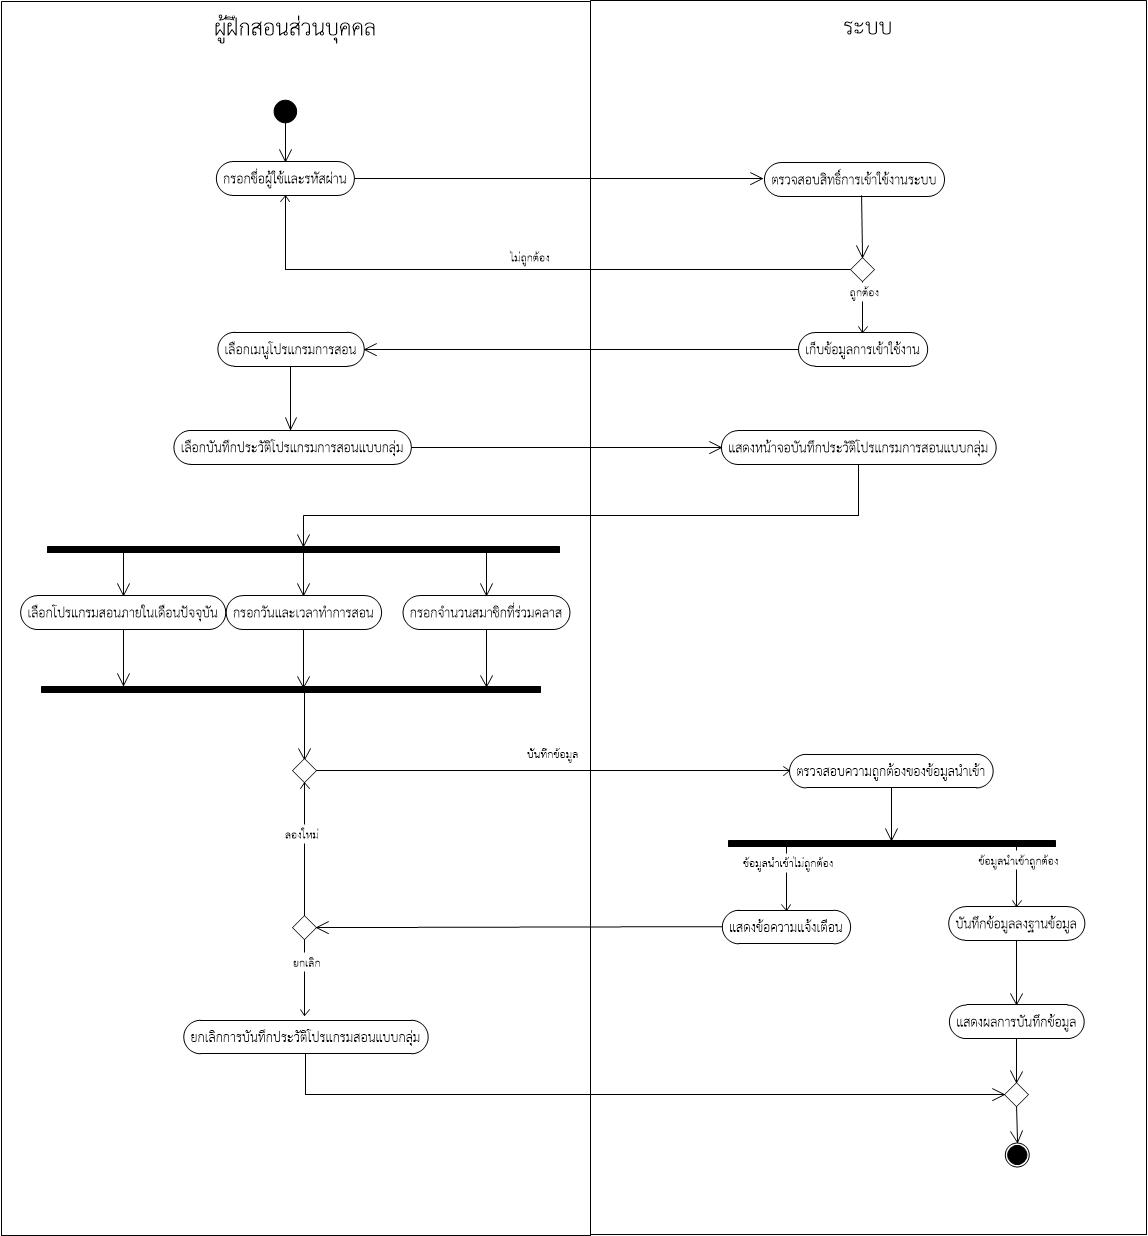 ผู้ฝึกสอนส่วนบุคคล
ระบบ
กรอกชื่อผู้ใช้และรหัสผ่าน
ตรวจสอบสิทธิ์การเข้าใช้งานระบบ
ไม่ถูกต้อง
ถูกต้อง
เลือกเมนูโปรแกรมการสอน
เก็บข้อมูลการเข้าใช้งาน
เลือกบันทึกประวัติโปรแกรมการสอนแบบกลุ่ม
แสดงหน้าจอบันทึกประวัติโปรแกรมการสอนแบบกลุ่ม
เลือกโปรแกรมสอนภายในเดือนปัจจุบัน
กรอกวันและเวลาทำการสอน
กรอกจำนวนสมาชิกที่ร่วมคลาส
บันทึกข้อมูล
ตรวจสอบความถูกต้องของข้อมูลนำเข้า
ลองใหม่
ข้อมูลนำเข้าไม่ถูกต้อง
ข้อมูลนำเข้าถูกต้อง
แสดงข้อความแจ้งเตือน
บันทึกข้อมูลลงฐานข้อมูล
ยกเลิก
ยกเลิกการบันทึกประวัติโปรแกรมสอนแบบกลุ่ม
แสดงผลการบันทึกข้อมูล